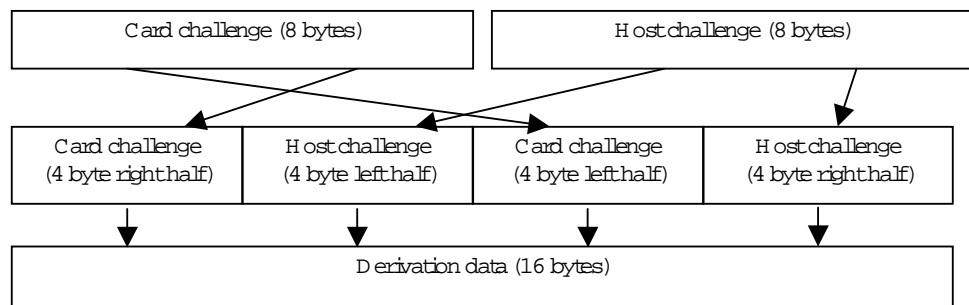 Card challenge (8 bytes)
Host challenge (8 bytes)
Card challenge
(4 byte right half)
Host challenge
(4 byte left half)
Card challenge
(4 byte left half)
Host challenge
(4 byte right half)
Derivation data (16 bytes)